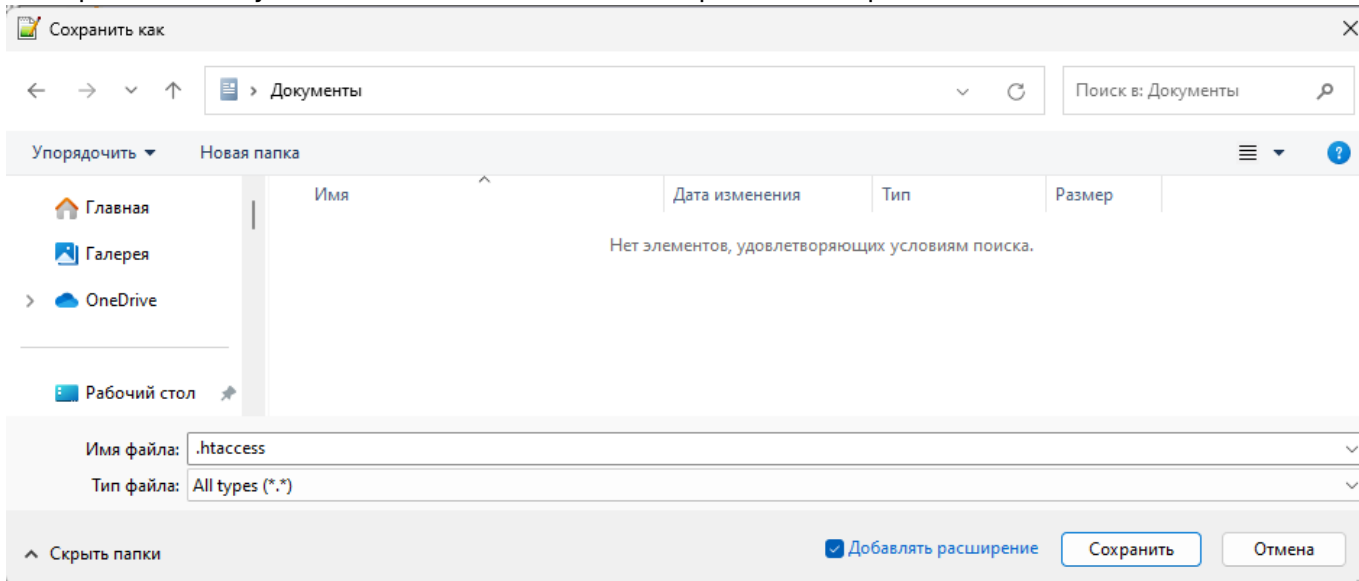 Сохранить как
Документы
Поиск в: Документы
Упорядочить
Новая папка
Имя
Дата изменения
Тип
Размер
Главная
Нет элементов, удовлетворяющих условиям поиска.
Галерея
OneDrive
Рабочий стол
Имя файла: .htaccess
Тип файла: All types (*.*)
Скрыть папки
Добавлять расширение
Сохранить
Отмена